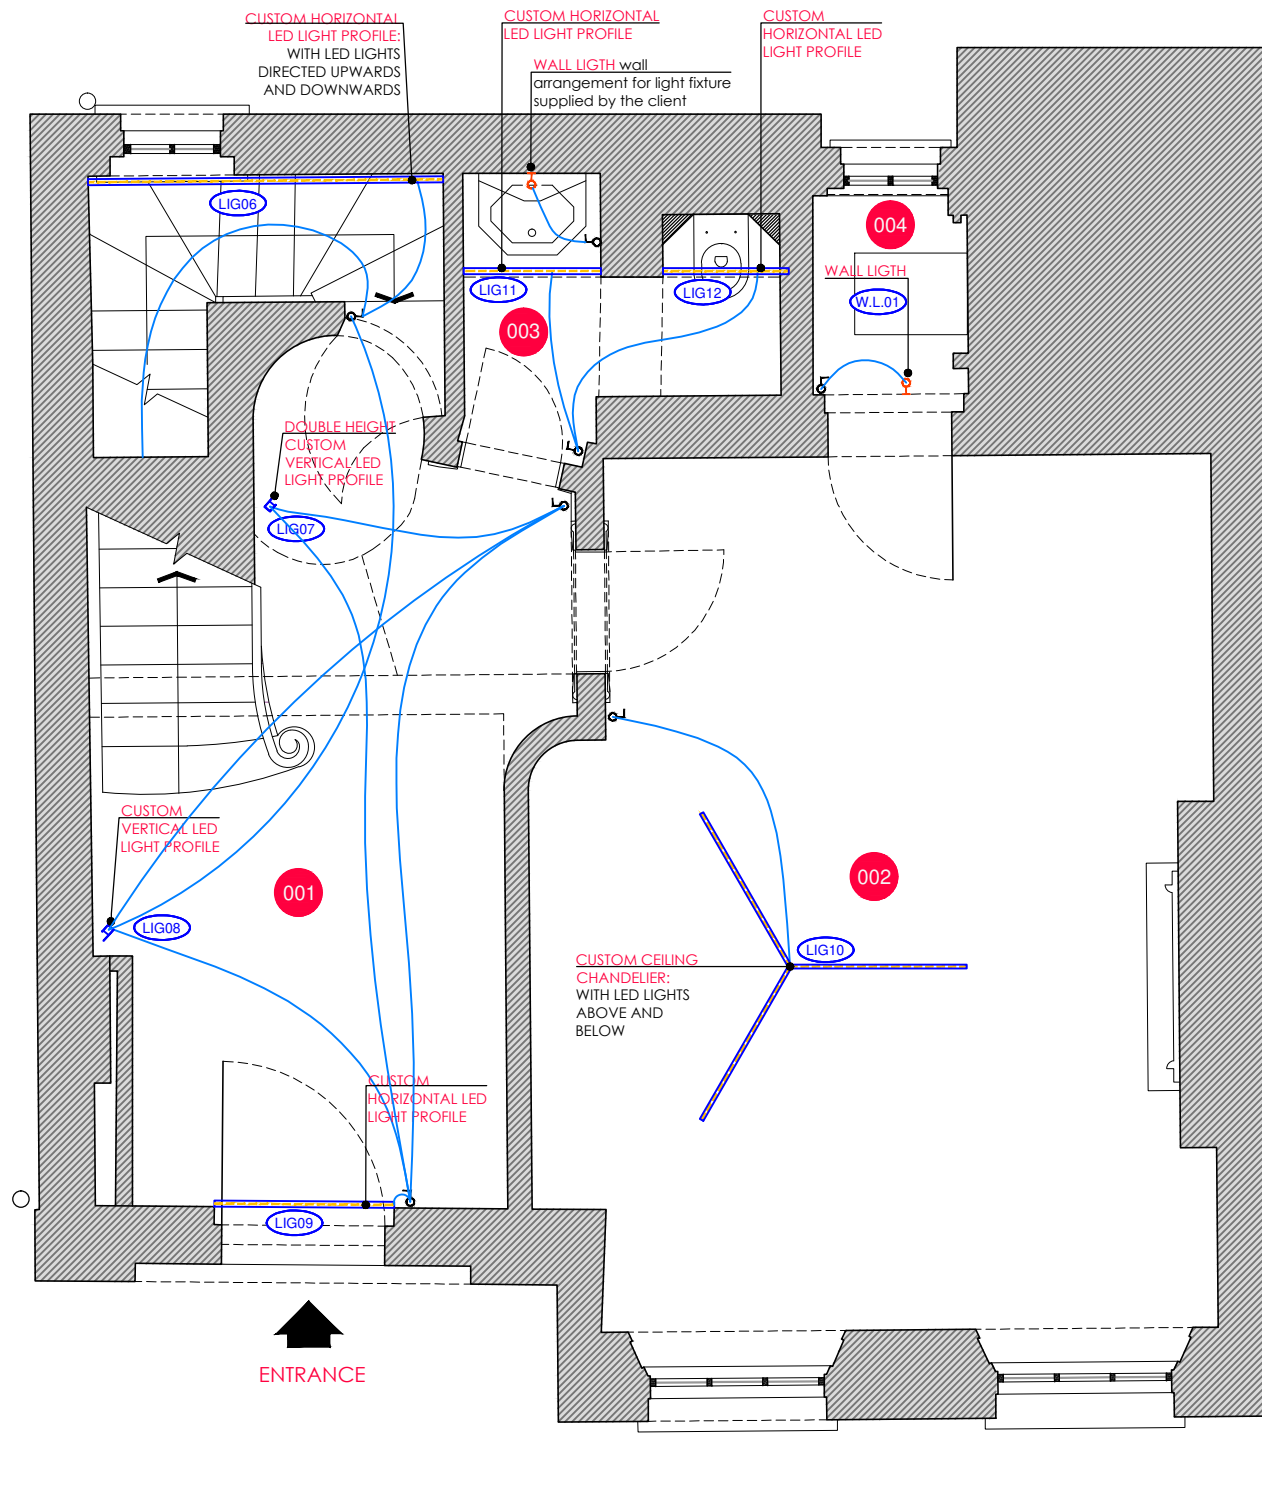 CUSTOM HORIZONTAL
LED LIGHT PROFILE:
WITH LED LIGHTS
DIRECTED UPWARDS
AND DOWNWARDS
CUSTOM HORIZONTAL
LED LIGHT PROFILE
WALL LIGTH wall
arrangement for light fixture
supplied by the client
CUSTOM
HORIZONTAL LED
LIGHT PROFILE
LIG06
004
WALL LIGTH
W.L.01
LIG11
LIG12
003
DOUBLE HEIGHT
CUSTOM
VERTICAL LED
LIGHT PROFILE
LIG07
CUSTOM
VERTICAL LED
LIGHT PROFILE
001
002
LIG08
LIG10
CUSTOM CEILING
CHANDELIER:
WITH LED LIGHTS
ABOVE AND
BELOW
CUSTOM
HORIZONTAL LED
LIGHT PROFILE
LIG09
ENTRANCE